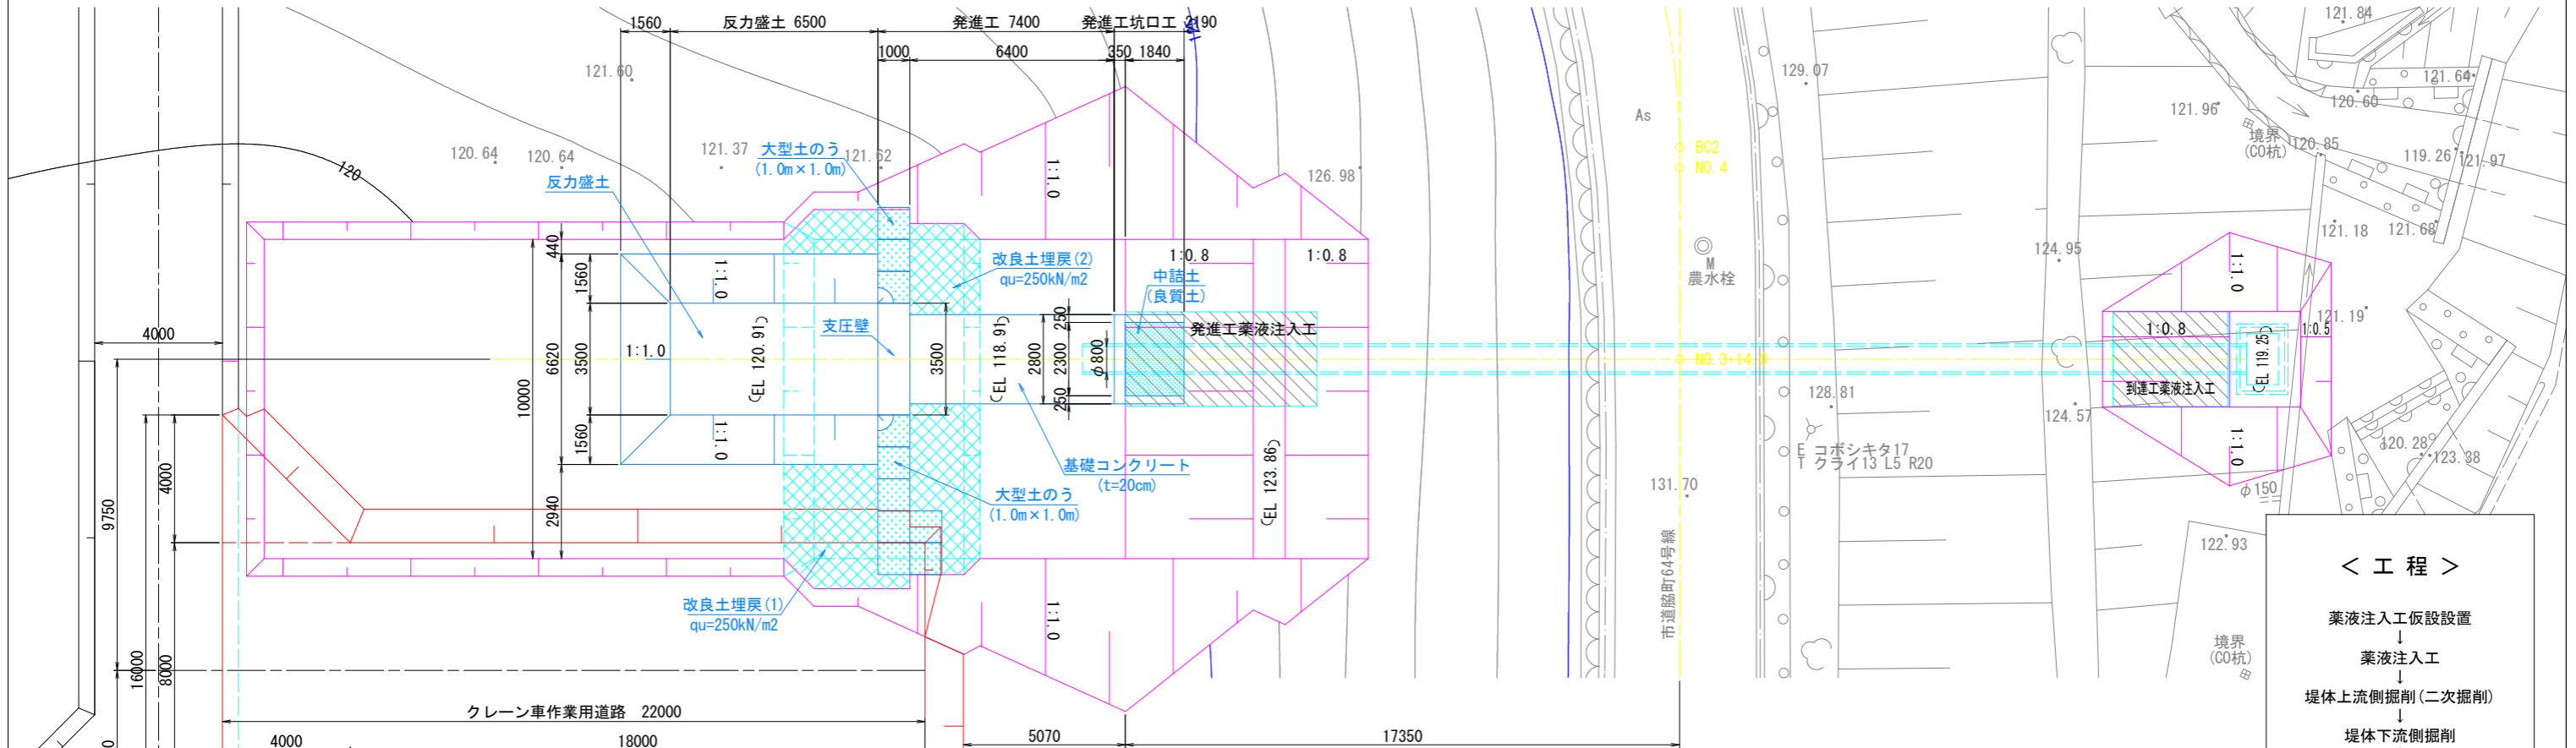 1560
反力盛土 6500
発進工 7400
発進工坑口工 2190
1000
6400
350
1840
121.84
121.60
129.07
121.64
120.60
As
121.96
境界
(CO杭)
120.85
119.26
121.97
BC2
NO.4
120
120.64
120.64
121.37
大型土のう
(1.0m×1.0m)
121.62
反力盛土
126.98
1:1.0
121.18
121.68
124.95
440
1560
1:1.0
改良土埋戻(2)
qu=250kN/m2
1:0.8
1:0.8
中詰土
(良質土)
M
農水栓
1:1.0
121.19
4000
支圧壁
250
発進工薬液注入工
1:0.8
1:0.5
10000
6620
3500
1:1.0
EL 120.91
3500
EL 118.91
2800
2300
φ800
NO.3+14.0
EL 119.25
到達工薬液注入工
250
128.81
124.57
1560
1:1.0
E コボシキタ17
T クライ13 L5 R20
1:1.0
120.28
123.38
基礎コンクリート
(t=20cm)
EL 123.86
131.70
φ150
大型土のう
(1.0m×1.0m)
9750
4000
2940
市道脇町64号線
122.93
<工程>
改良土埋戻(1)
qu=250kN/m2
1:1.0
薬液注入工仮設設置
↓
薬液注入工
↓
堤体上流側掘削(二次掘削)
↓
堤体下流側掘削
境界
(CO杭)
16000
8000
クレーン車作業用道路 22000
4000
18000
5070
17350